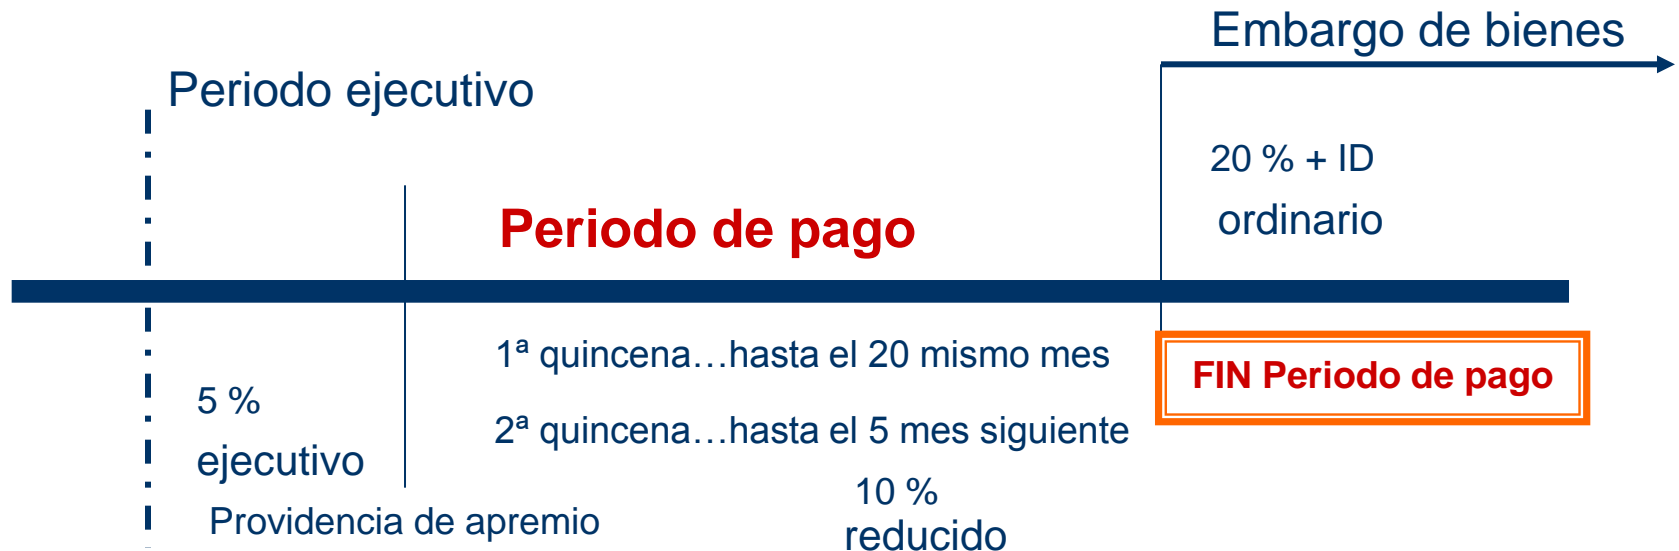 Embargo de bienes
Periodo ejecutivo
20 % + ID
ordinario
Periodo de pago
1ª quincena…hasta el 20 mismo mes
FIN Periodo de pago
5 %
ejecutivo
2ª quincena…hasta el 5 mes siguiente
10 %
reducido
Providencia de apremio